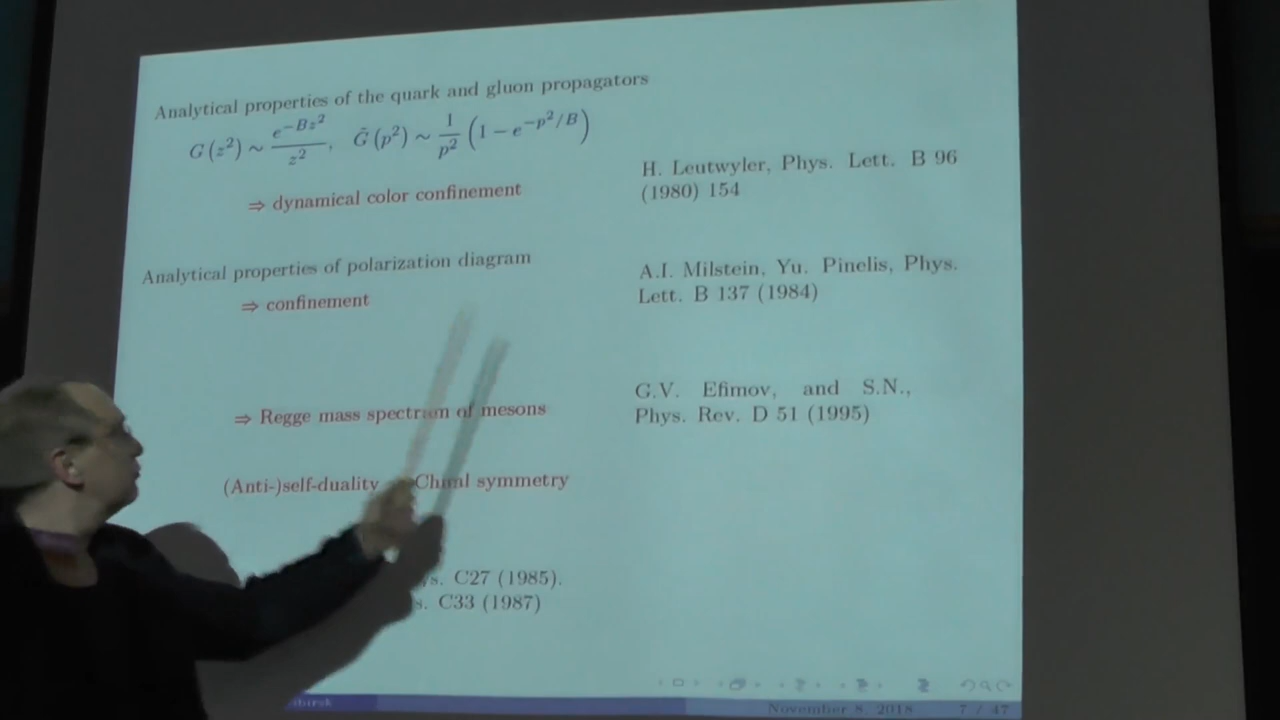 Analytical properties of the quark and gluon propagators
G(z²) ~ e^{-Bz²}/z², G̃(p²) ~ 1/p² (1 − e^{−p²/B})
⇒ dynamical color confinement
H. Leutwyler, Phys. Lett. B 96
(1980) 154
Analytical properties of polarization diagram
⇒ confinement
A.I. Milstein, Yu. Pinelis, Phys.
Lett. B 137 (1984)
⇒ Regge mass spectrum of mesons
G.V. Efimov, and S.N.,
Phys. Rev. D 51 (1995)
(Anti-)self-duality Chiral symmetry
C27 (1985).
C33 (1987)
November 8, 2018 7 / 47